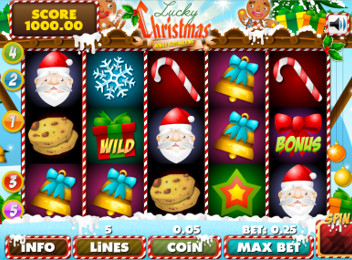 SCORE
1000.00
Lucky
Christmas
4
2
1
WILD
BONUS
3
5
5
0.05
BET: 0.25
SPIN
INFO
LINES
COIN
MAX BET